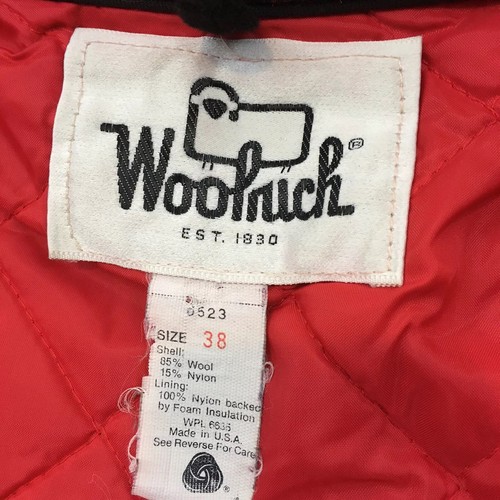 Woolrich®
EST. 1830
6523
SIZE 38
Shell:
85% Wool
15% Nylon
Lining:
100% Nylon backed
by Foam Insulation
WPL 6635
Made in U.S.A.
See Reverse For Care